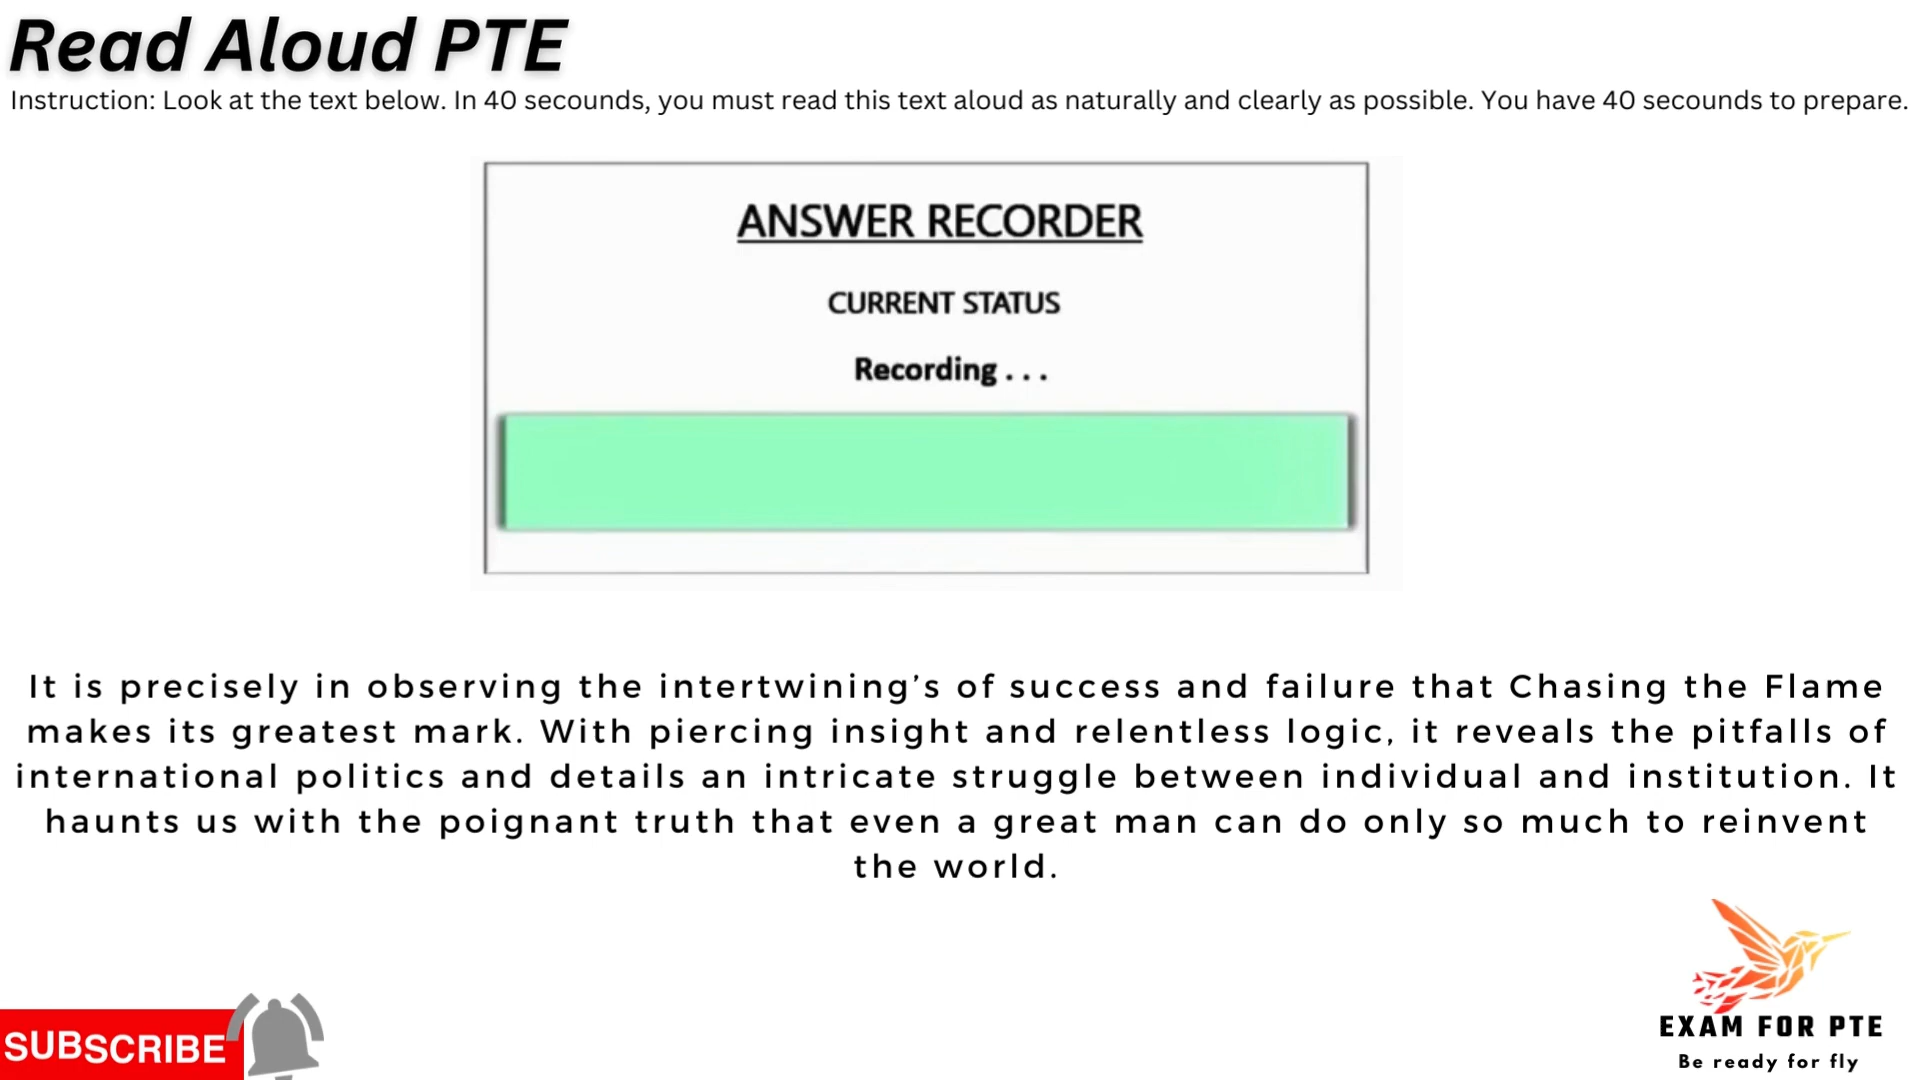 Read Aloud PTE
Instruction: Look at the text below. In 40 secounds, you must read this text aloud as naturally and clearly as possible. You have 40 secounds to prepare.
ANSWER RECORDER
CURRENT STATUS
Recording . . .
It is precisely in observing the intertwining’s of success and failure that Chasing the Flame
makes its greatest mark. With piercing insight and relentless logic, it reveals the pitfalls of
international politics and details an intricate struggle between individual and institution. It
haunts us with the poignant truth that even a great man can do only so much to reinvent
the world.
SUBSCRIBE
EXAM FOR PTE
Be ready for fly